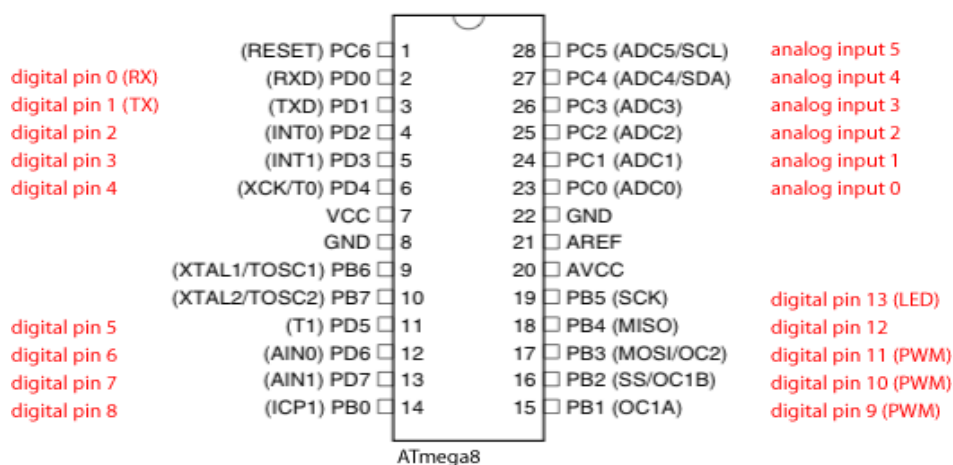 (RESET) PC6 1 28 PC5 (ADC5/SCL) analog input 5
digital pin 0 (RX) (RXD) PD0 2 27 PC4 (ADC4/SDA) analog input 4
digital pin 1 (TX) (TXD) PD1 3 26 PC3 (ADC3) analog input 3
digital pin 2 (INT0) PD2 4 25 PC2 (ADC2) analog input 2
digital pin 3 (INT1) PD3 5 24 PC1 (ADC1) analog input 1
digital pin 4 (XCK/T0) PD4 6 23 PC0 (ADC0) analog input 0
VCC 7 22 GND
GND 8 21 AREF
(XTAL1/TOSC1) PB6 9 20 AVCC
(XTAL2/TOSC2) PB7 10 19 PB5 (SCK) digital pin 13 (LED)
digital pin 5 (T1) PD5 11 18 PB4 (MISO) digital pin 12
digital pin 6 (AIN0) PD6 12 17 PB3 (MOSI/OC2) digital pin 11 (PWM)
digital pin 7 (AIN1) PD7 13 16 PB2 (SS/OC1B) digital pin 10 (PWM)
digital pin 8 (ICP1) PB0 14 15 PB1 (OC1A) digital pin 9 (PWM)
ATmega8